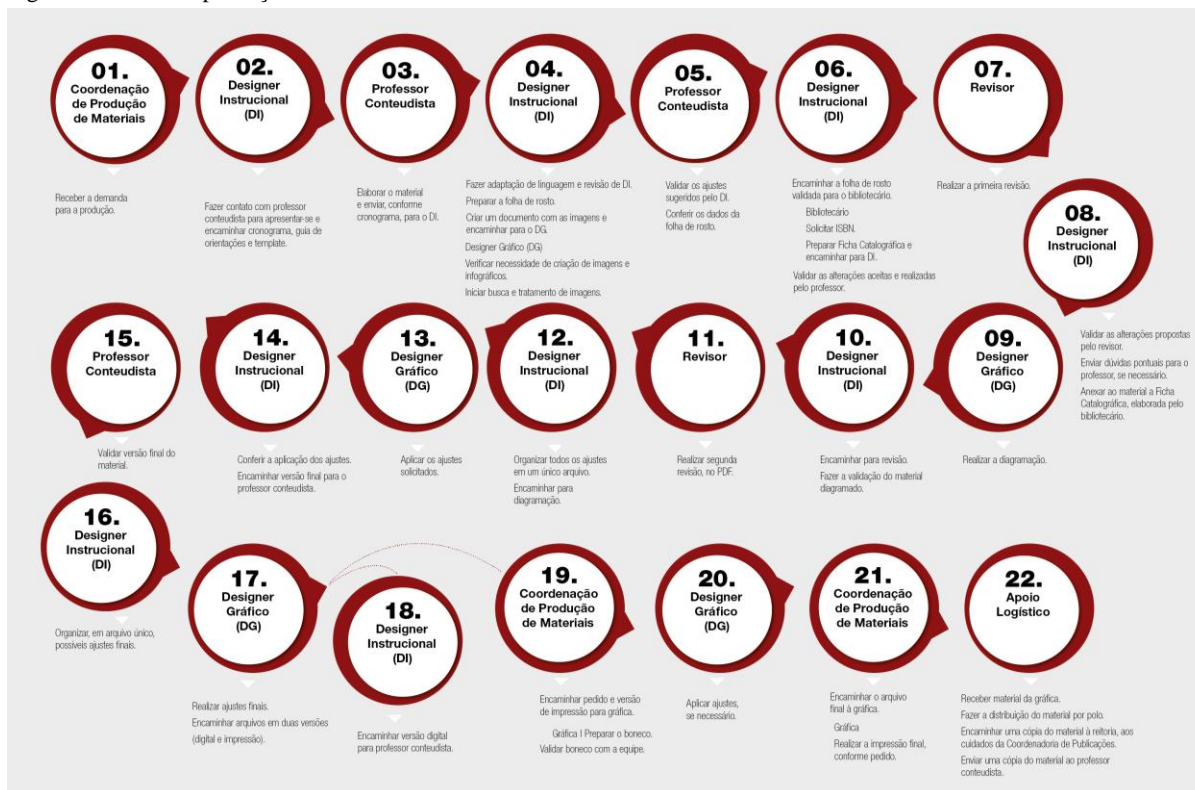 01.
Coordenação
de Produção
de Materiais
Receber a demanda
para a produção.
02.
Designer
Instrucional
(DI)
Fazer contato com professor
conteudista para apresentar-se e
encaminhar cronograma, guia de
orientações e template.
03.
Professor
Conteudista
Elaborar o material
e enviar, conforme
cronograma, para o DI.
04.
Designer
Instrucional
(DI)
Fazer adaptação de linguagem e revisão de DI.
Preparar a folha de rosto.
Criar um documento com as imagens e
encaminhar para o DG.
Designer Gráfico (DG)
Verificar necessidade de criação de imagens e
infográficos.
Iniciar busca e tratamento de imagens.
05.
Professor
Conteudista
Validar os ajustes
sugeridos pelo DI.
Conferir os dados da
folha de rosto.
06.
Designer
Instrucional
(DI)
Encaminhar a folha de rosto
validada para o bibliotecário.
Bibliotecário
Solicitar ISBN.
Preparar Ficha Catalográfica e
encaminhar para DI.
Validar as alterações aceitas e realizadas
pelo professor.
07.
Revisor
Realizar a primeira revisão.
08.
Designer
Instrucional
(DI)
Validar as alterações propostas
pelo revisor.
Enviar dúvidas pontuais para o
professor, se necessário.
Anexar ao material a Ficha
Catalográfica, elaborada pelo
bibliotecário.
09.
Designer
Gráfico
(DG)
Realizar a diagramação.
10.
Designer
Instrucional
(DI)
Encaminhar para revisão.
Fazer a validação do material
diagramado.
11.
Revisor
Realizar segunda
revisão, no PDF.
12.
Designer
Instrucional
(DI)
Organizar todos os ajustes
em um único arquivo.
Encaminhar para
diagramação.
13.
Designer
Gráfico
(DG)
Aplicar os ajustes
solicitados.
14.
Designer
Instrucional
(DI)
Conferir a aplicação dos ajustes.
Encaminhar versão final para o
professor conteudista.
15.
Professor
Conteudista
Validar versão final do
material.
16.
Designer
Instrucional
(DI)
Organizar, em arquivo único,
possíveis ajustes finais.
17.
Designer
Gráfico
(DG)
Realizar ajustes finais.
Encaminhar arquivos em duas versões
(digital e impressão).
18.
Designer
Instrucional
(DI)
Encaminhar versão digital
para professor conteudista.
19.
Coordenação
de Produção
de Materiais
Encaminhar pedido e versão
de impressão para gráfica.
Gráfica | Preparar o boneco.
Validar boneco com a equipe.
20.
Designer
Gráfico
(DG)
Aplicar ajustes,
se necessário.
21.
Coordenação
de Produção
de Materiais
Encaminhar o arquivo
final à gráfica.
Gráfica
Realizar a impressão final,
conforme pedido.
22.
Apoio
Logístico
Receber material da gráfica.
Fazer a distribuição do material por polo.
Encaminhar uma cópia do material à reitoria, aos
cuidados da Coordenadoria de Publicações.
Enviar uma cópia do material ao professor
conteudista.